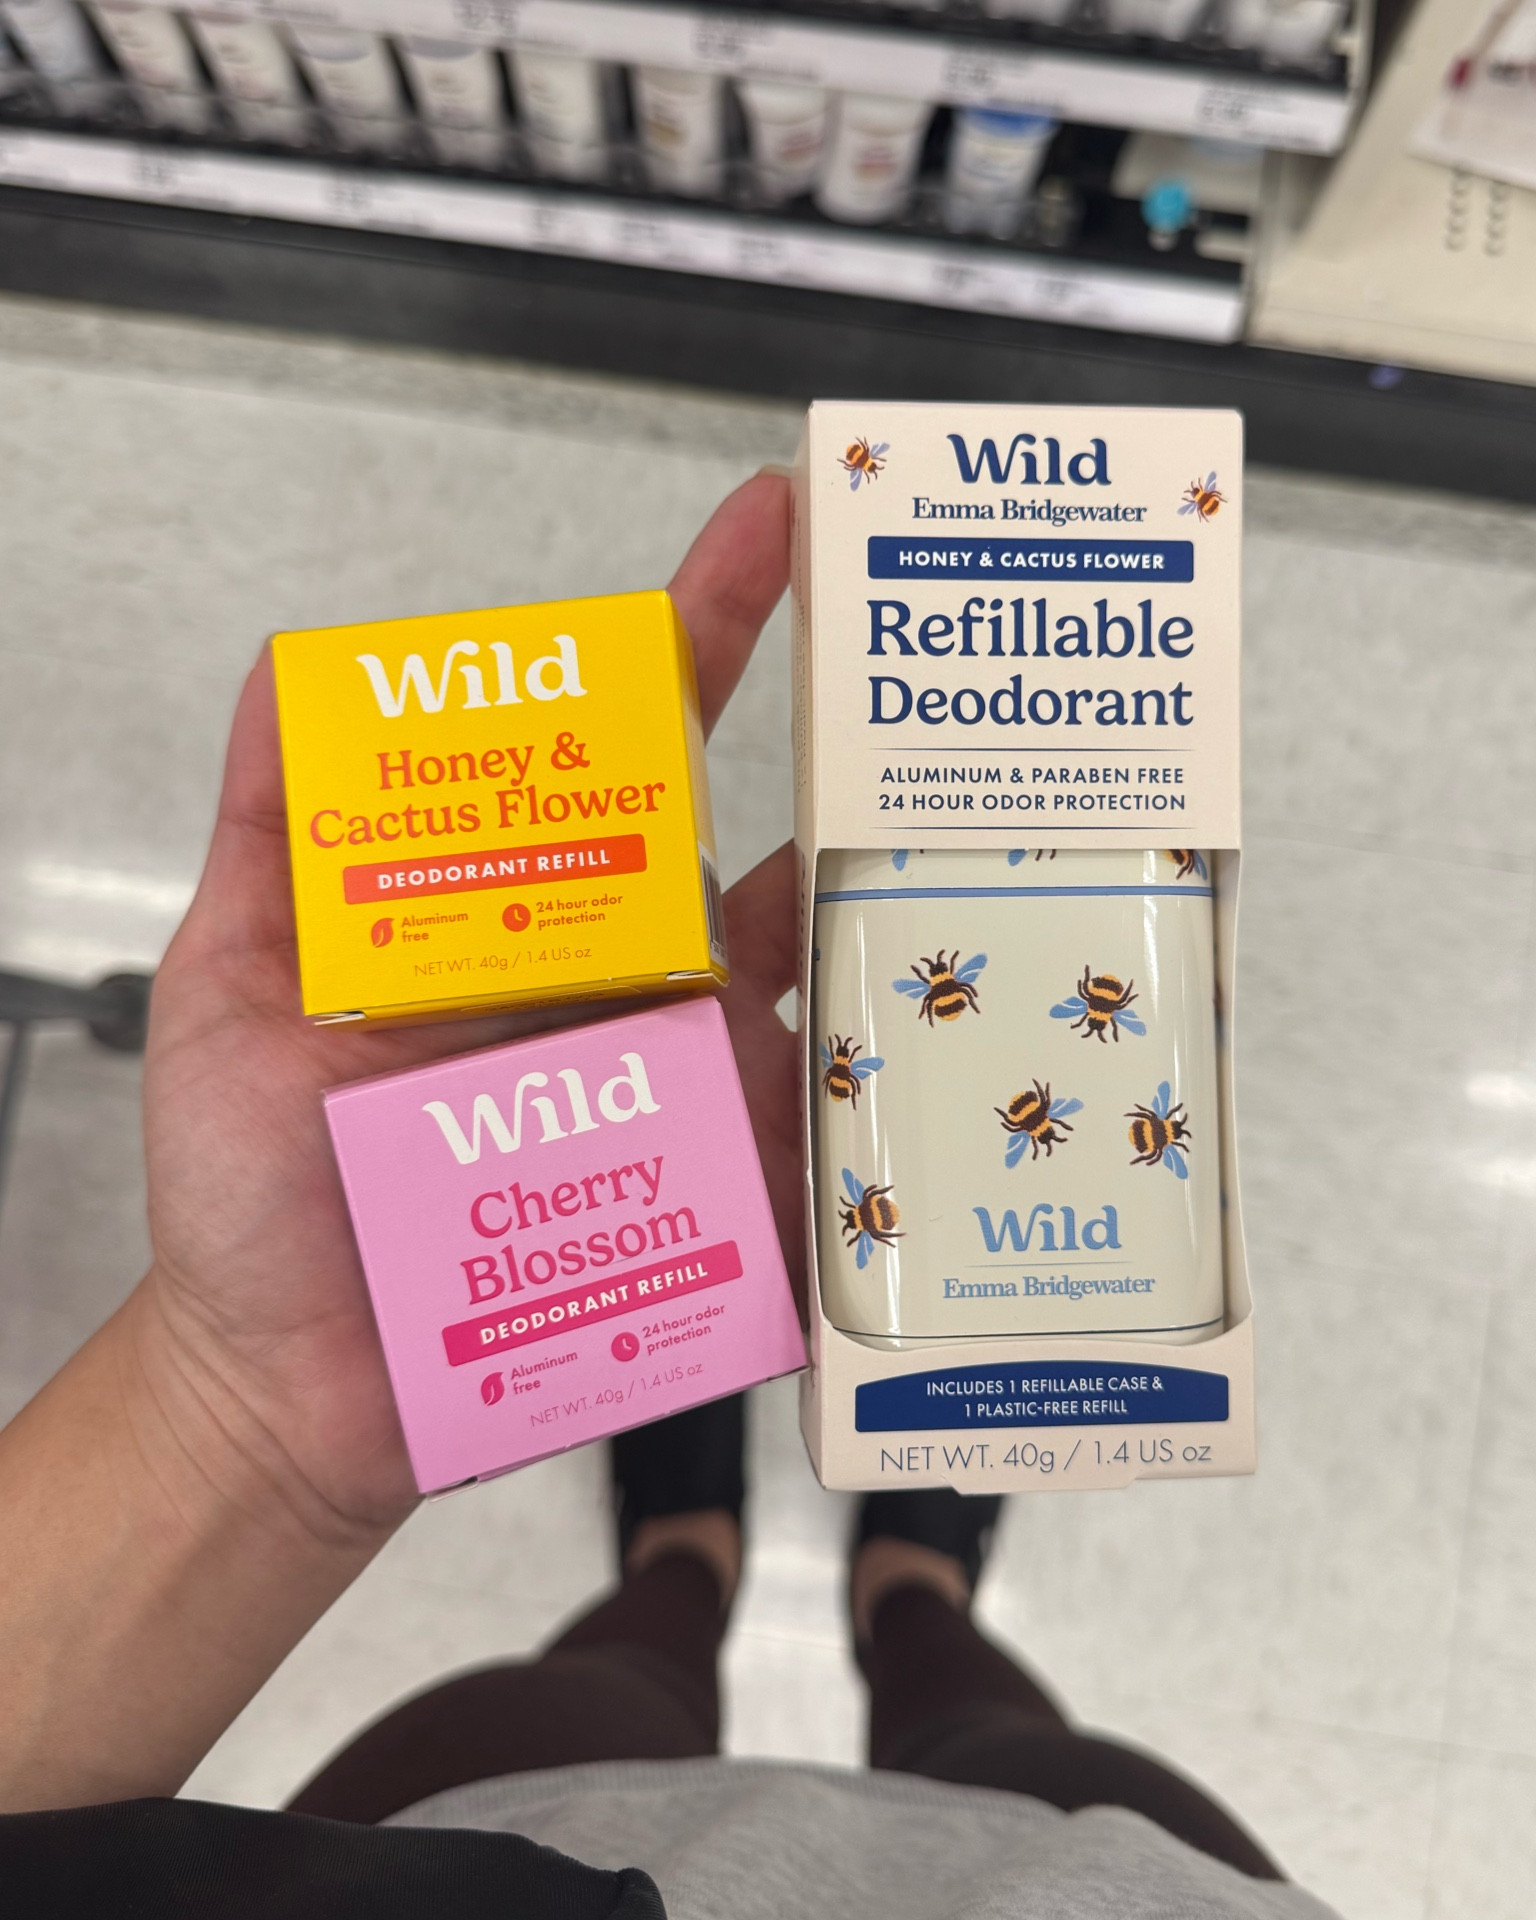 Wild
Honey &
Cactus Flower
DEODORANT REFILL
Aluminum
free
24 hour odor
protection
NET WT. 40g / 1.4 US oz
Wild
Cherry
Blossom
DEODORANT REFILL
Aluminum
free
24 hour odor
protection
NET WT. 40g / 1.4 US oz
Wild
Emma Bridgewater
HONEY & CACTUS FLOWER
Refillable
Deodorant
ALUMINUM & PARABEN FREE
24 HOUR ODOR PROTECTION
Wild
Emma Bridgewater
INCLUDES 1 REFILLABLE CASE &
1 PLASTIC-FREE REFILL
NET WT. 40g / 1.4 US oz